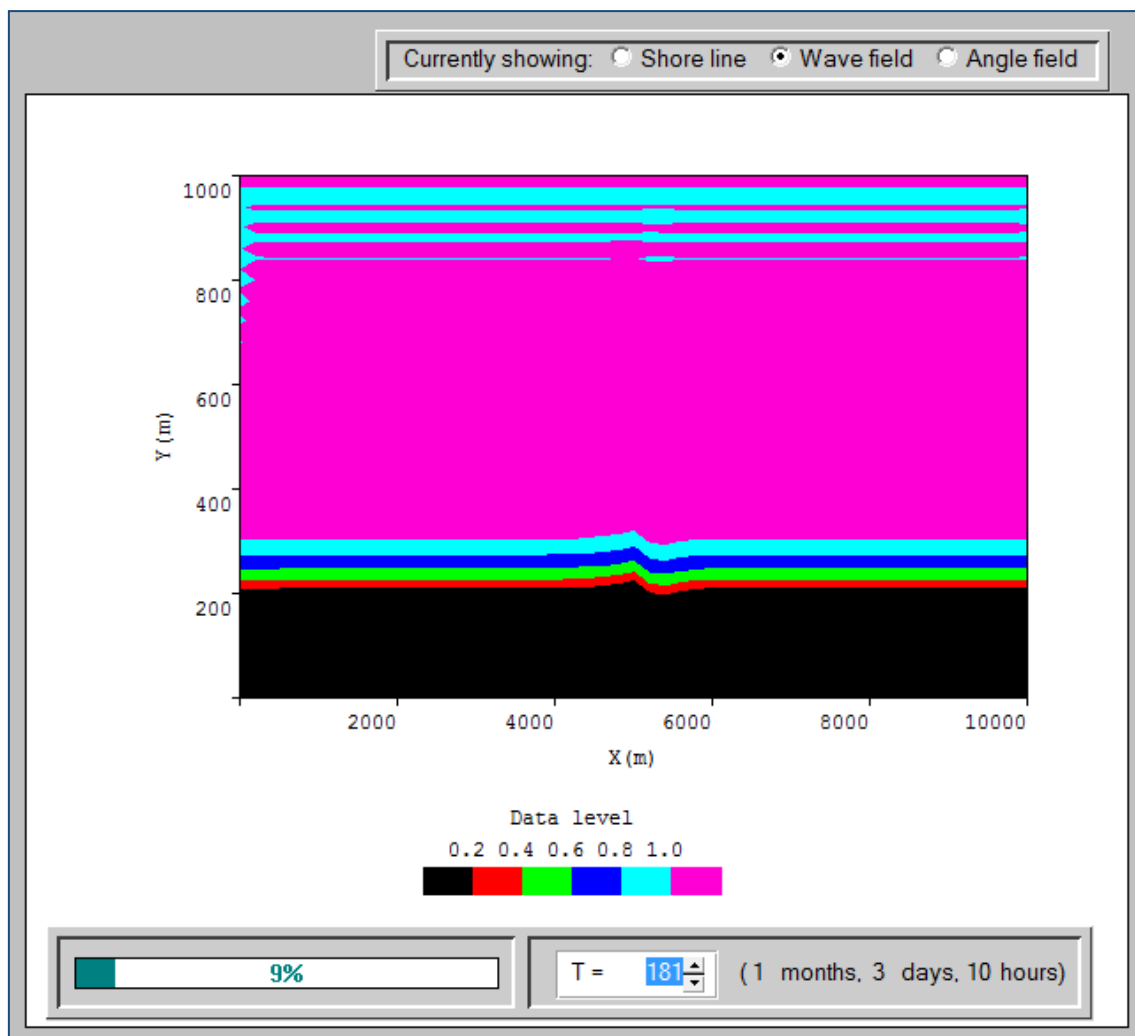 Currently showing: Shore line Wave field Angle field
1000
800
600
400
200
Y(m)
2000 4000 6000 8000 10000
X(m)
Data level
0.2 0.4 0.6 0.8 1.0
9% T = 181 ( 1 months, 3 days, 10 hours)